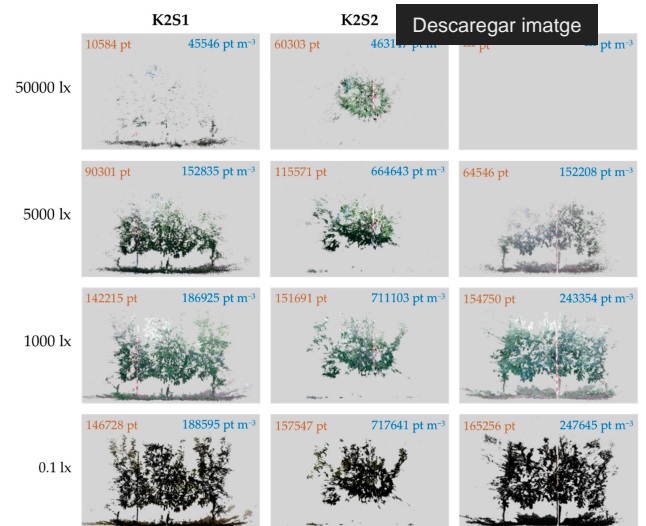 K2S1 K2S2
Descaregar imatge
10584 pt 45546 pt m⁻³ 60303 pt
50000 lx
90301 pt 152835 pt m⁻³ 115571 pt 664643 pt m⁻³ 64546 pt 152208 pt m⁻³
5000 lx
142215 pt 186925 pt m⁻³ 151691 pt 711103 pt m⁻³ 154750 pt 243354 pt m⁻³
1000 lx
146728 pt 188595 pt m⁻³ 157547 pt 717641 pt m⁻³ 165256 pt 247645 pt m⁻³
0.1 lx